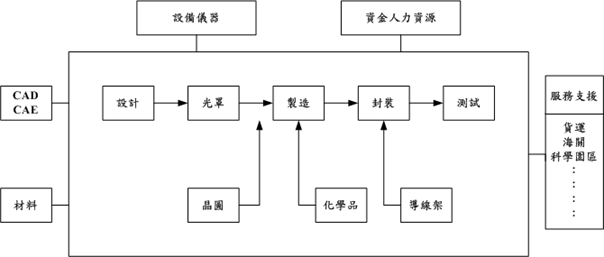 設備儀器
資金人力資源
CAD
CAE
設計
光罩
製造
封裝
測試
服務支援
貨運
海關
科學園區
材料
晶圓
化學品
導線架